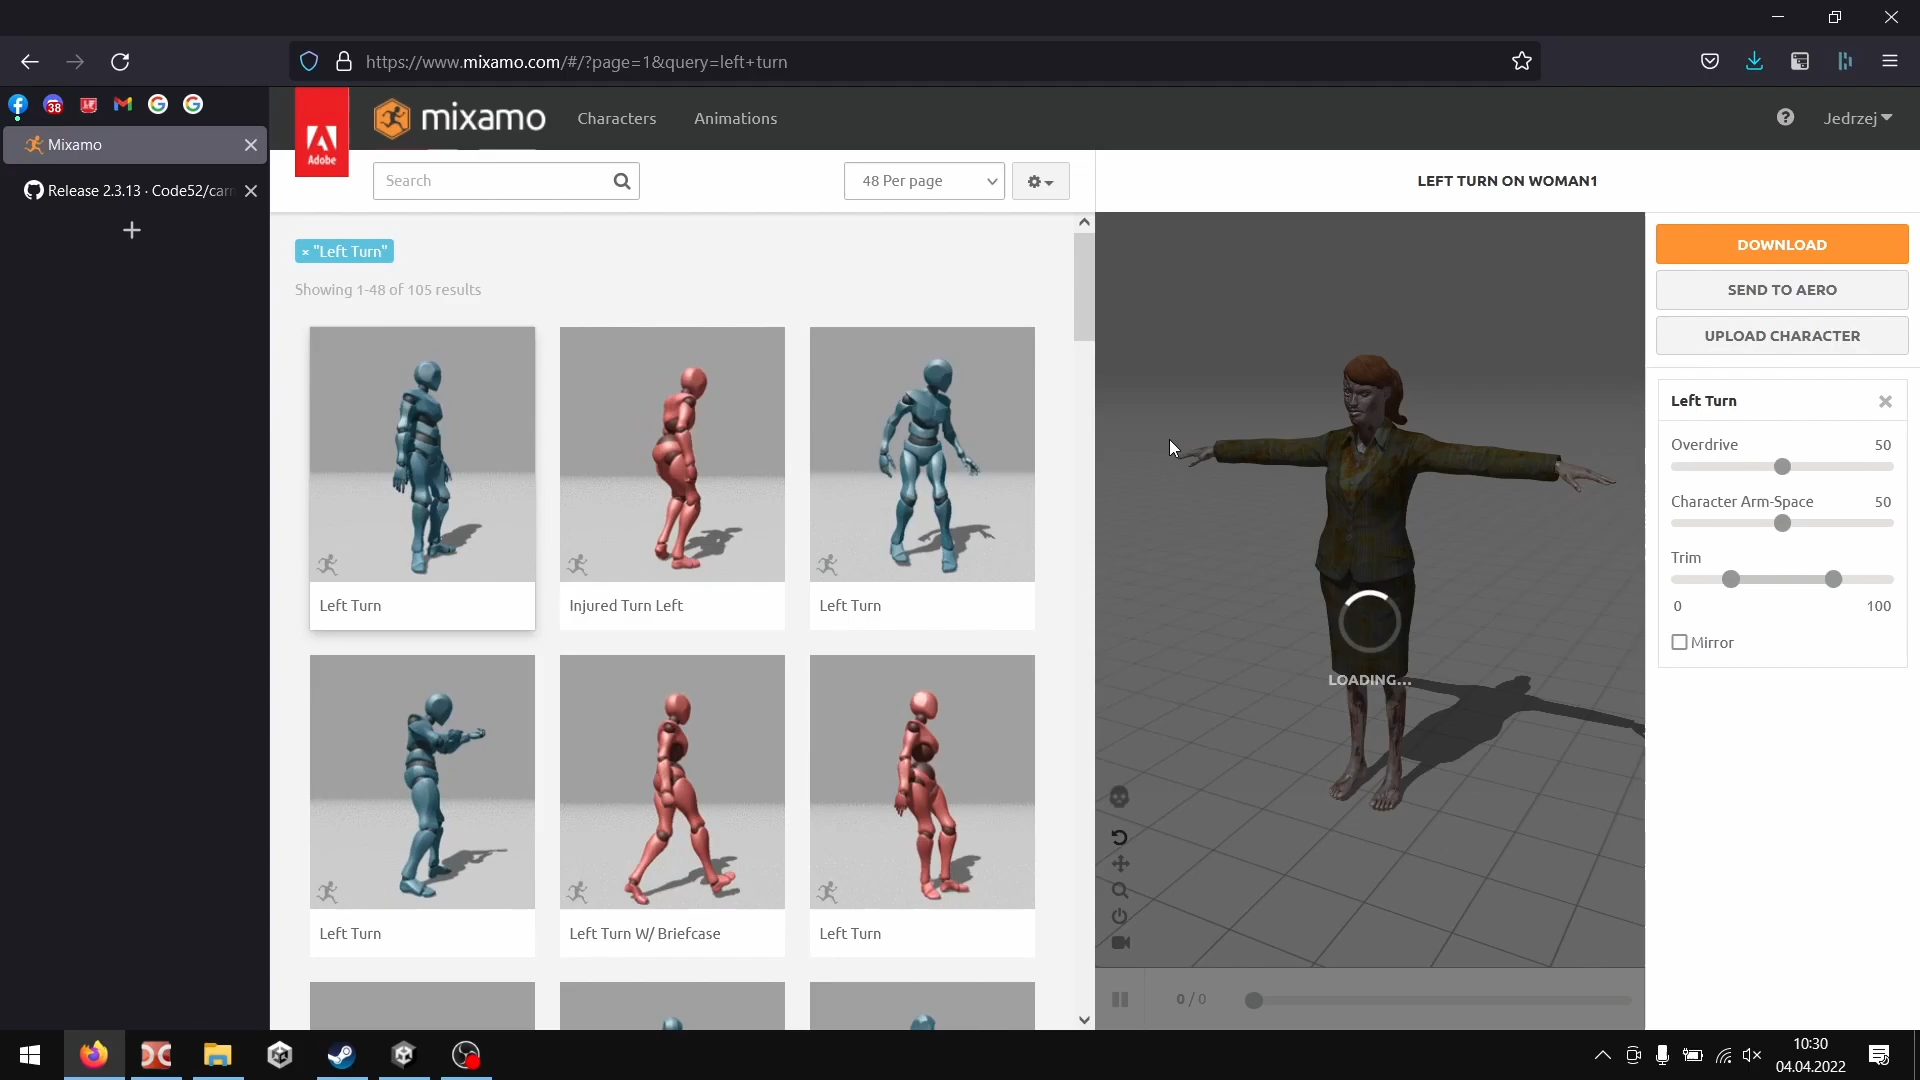 https://www.mixamo.com/#/?page=1&query=left+turn
38
Mixamo
Release 2.3.13 · Code52/carn
Adobe
mixamo
Characters
Animations
Jedrzej
Search
48 Per page
LEFT TURN ON WOMAN1
× "Left Turn"
Showing 1-48 of 105 results
Left Turn
Injured Turn Left
Left Turn
Left Turn
Left Turn W/ Briefcase
Left Turn
LOADING...
0 / 0
DOWNLOAD
SEND TO AERO
UPLOAD CHARACTER
Left Turn
Overdrive 50
Character Arm-Space 50
Trim
0 100
Mirror
10:30
04.04.2022